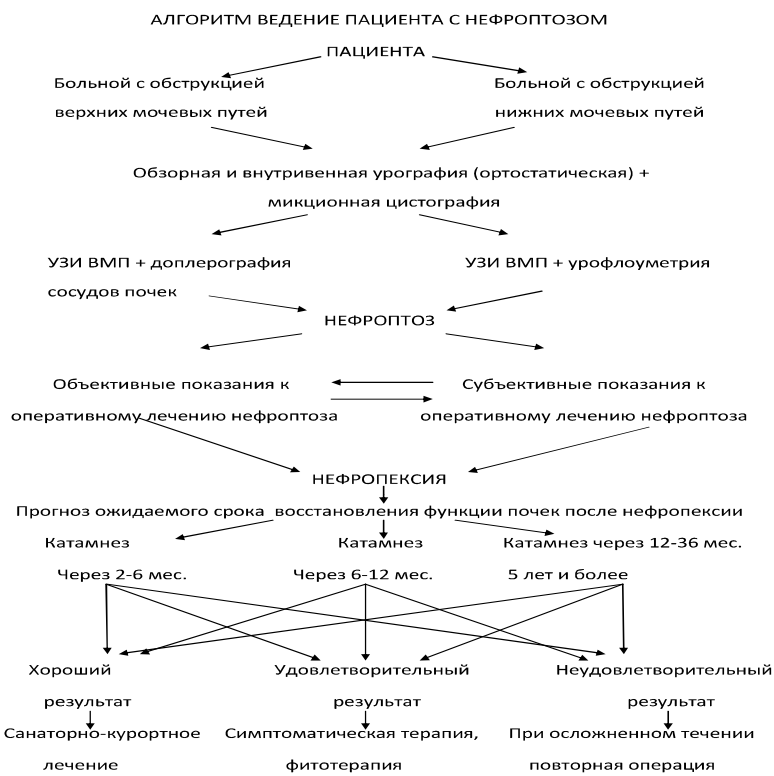 АЛГОРИТМ ВЕДЕНИЕ ПАЦИЕНТА С НЕФРОПТОЗОМ
ПАЦИЕНТА
Больной с обструкцией
верхних мочевых путей
Больной с обструкцией
нижних мочевых путей
Обзорная и внутривенная урография (ортостатическая) +
микционная цистография
УЗИ ВМП + доплерография
сосудов почек
УЗИ ВМП + урофлоуметрия
НЕФРОПТОЗ
Объективные показания к
оперативному лечению нефроптоза
Субъективные показания к
оперативному лечению нефроптоза
НЕФРОПЕКСИЯ
Прогноз ожидаемого срока восстановления функции почек после нефропексии
Катамнез
Через 2-6 мес.
Катамнез
Через 6-12 мес.
Катамнез через 12-36 мес.
5 лет и более
Хороший
результат
Удовлетворительный
результат
Неудовлетворительный
результат
Санаторно-курортное
лечение
Симптоматическая терапия,
фитотерапия
При осложненном течении
повторная операция